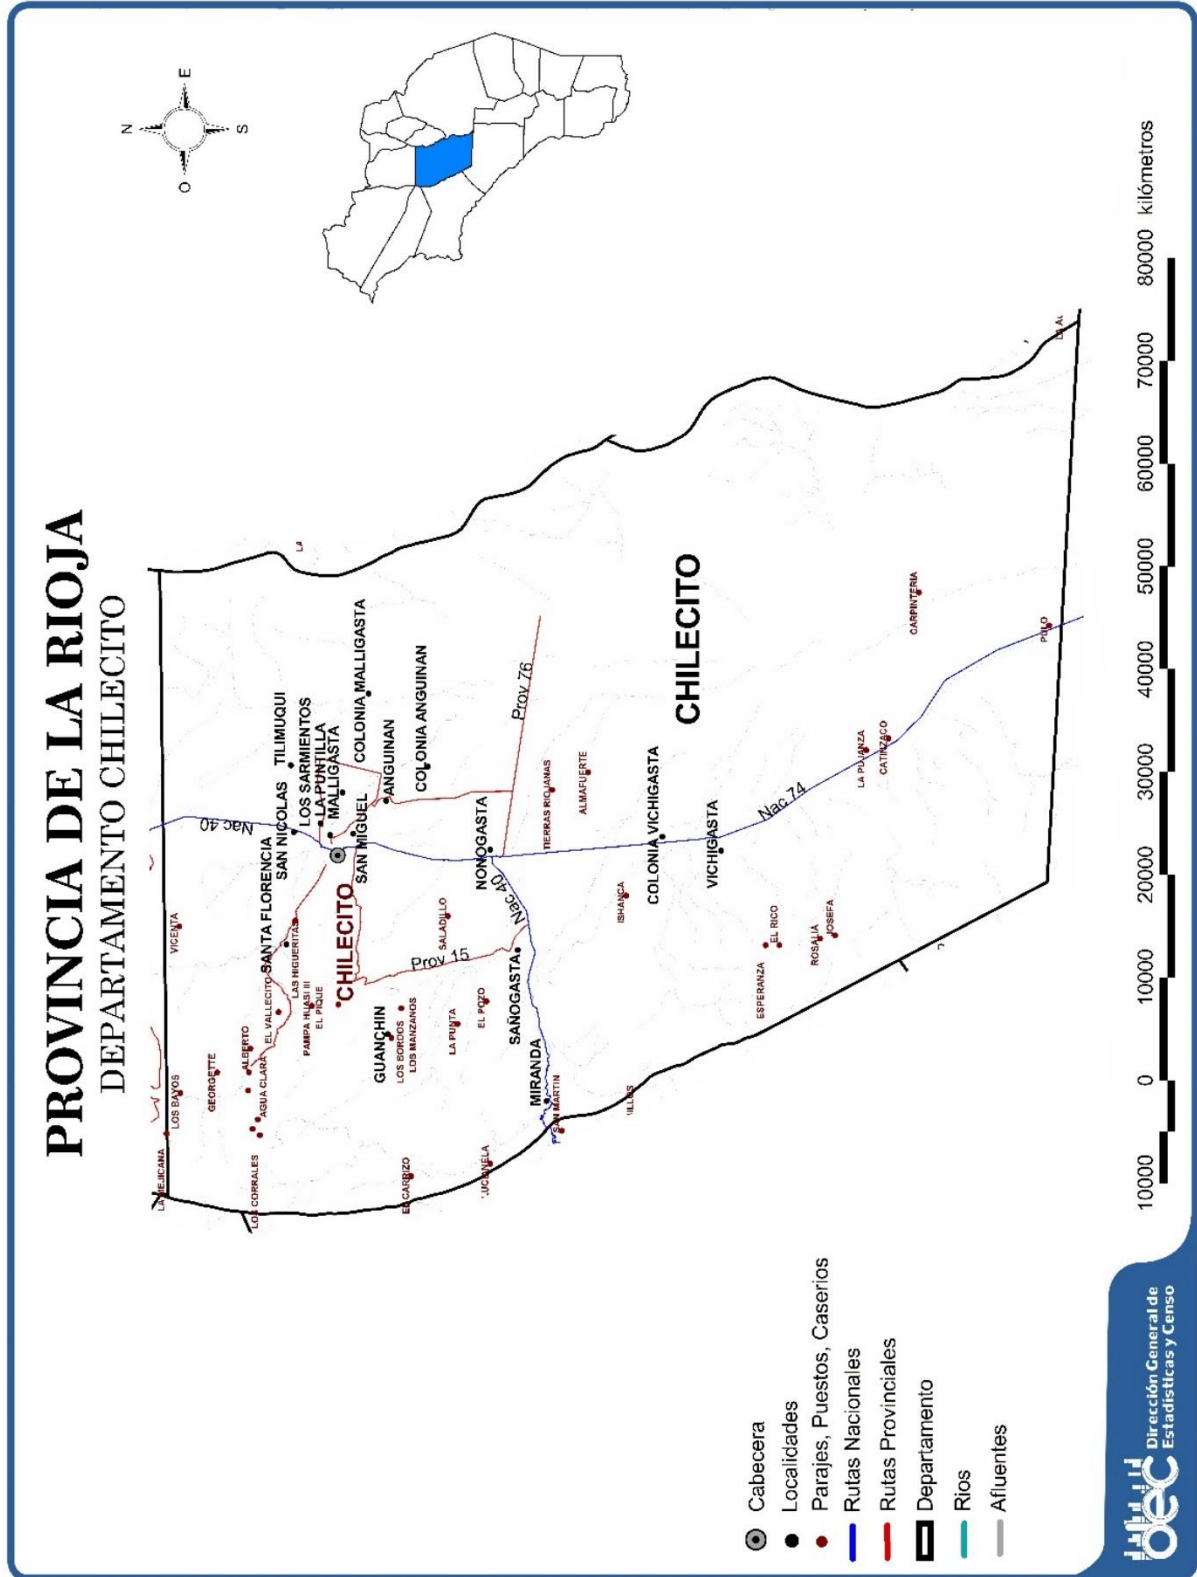 PROVINCIA DE LA RIOJA
DEPARTAMENTO CHILECITO
N
E
S
O
VICENTA
Nac 40
SANTA FLORENCIA
SAN NICOLAS
TILIMUQUI
LOS SARMIENTOS
LA PUNTILLA
MALLIGASTA
COLONIA MALLIGASTA
SAN MIGUEL
ANGUINAN
COLONIA ANGUINAN
CHILECITO
LOS BAYOS
GEORGETTE
LA MEJICANA
ALBERTO
AGUA CLARA
EL VALLECITO
LAS HIGUERITAS
EL PIQUE
LOS CORRALES
GUANCHIN
LOS BORDOS
LOS MANZANOS
SALADILLO
Prov 15
LA PUNTA
EL POZO
EL CARRIZO
NONOGASTA
Nac 40
Prov 76
SAÑOGASTA
MIRANDA
SAN MARTIN
TIERRAS RIOJANAS
ALMAFUERTE
ISHANCA
COLONIA VICHIGASTA
VICHIGASTA
CHILECITO
Nac 74
ESPERANZA
EL RICO
ROSALIA
JOSEFA
LA PUJANZA
CATINZACO
CARPINTERIA
POLO
LA
10000 0 10000 20000 30000 40000 50000 60000 70000 80000 kilómetros
Cabecera
Localidades
Parajes, Puestos, Caserios
Rutas Nacionales
Rutas Provinciales
Departamento
Rios
Afluentes
Dirección General de
Estadísticas y Censo